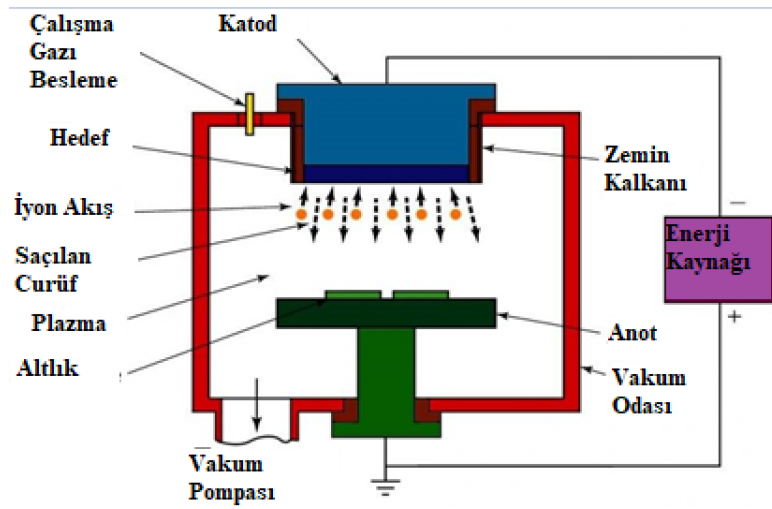 Çalışma
Gazı
Besleme
Katod
Hedef
Zemin
Kalkanı
İyon Akış
Enerji
Kaynağı
Saçılan
Curüf
Plazma
Anot
Altlık
Vakum
Odası
Vakum
Pompası
−
+